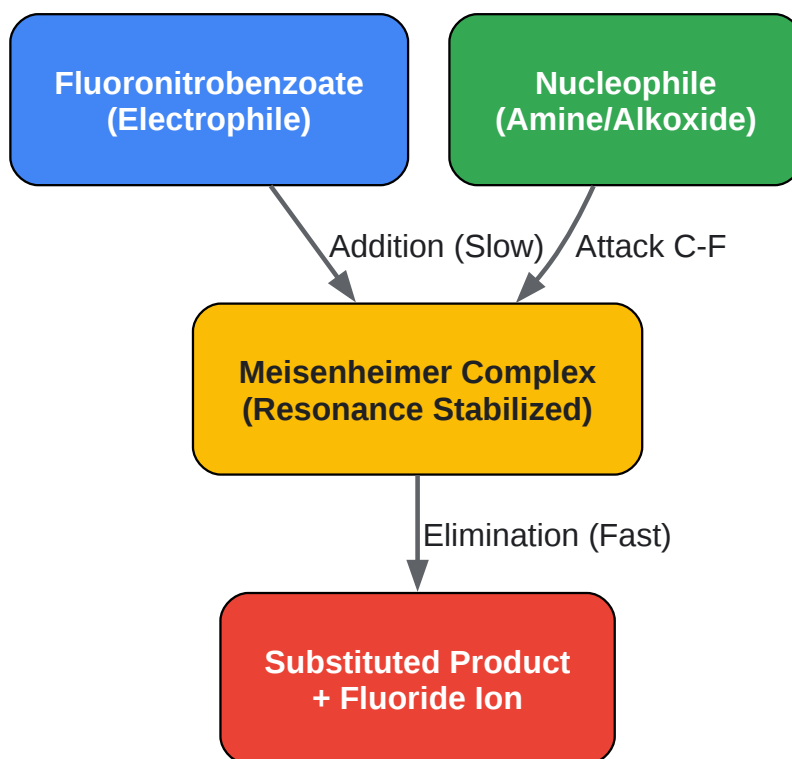 Fluoronitrobenzoate
(Electrophile)
Nucleophile
(Amine/Alkoxide)
Addition (Slow)
Attack C-F
Meisenheimer Complex
(Resonance Stabilized)
Elimination (Fast)
Substituted Product
+ Fluoride Ion